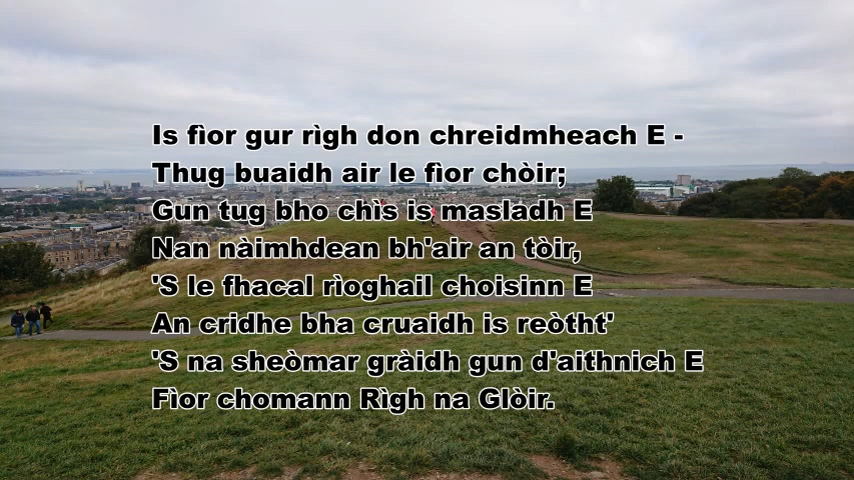 Is fìor gur rìgh don chreidmheach E -
Thug buaidh air le fìor chòir;
Gun tug bho chìs is masladh E
Nan nàimhdean bh'air an tòir,
'S le fhacal rìoghail choisinn E
An cridhe bha cruaidh is reòtht'
'S na sheòmar gràidh gun d'aithnich E
Fìor chomann Rìgh na Glòir.